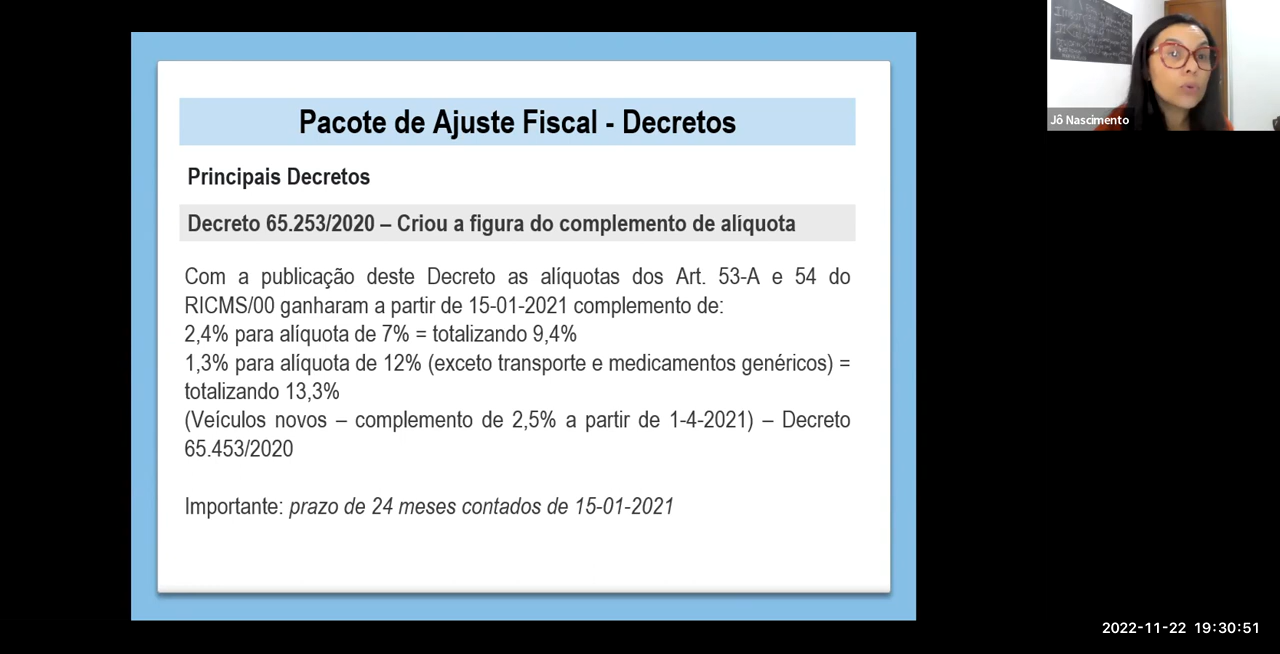 Pacote de Ajuste Fiscal - Decretos
Principais Decretos
Decreto 65.253/2020 – Criou a figura do complemento de alíquota
Com a publicação deste Decreto as alíquotas dos Art. 53-A e 54 do
RICMS/00 ganharam a partir de 15-01-2021 complemento de:
2,4% para alíquota de 7% = totalizando 9,4%
1,3% para alíquota de 12% (exceto transporte e medicamentos genéricos) =
totalizando 13,3%
(Veículos novos – complemento de 2,5% a partir de 1-4-2021) – Decreto
65.453/2020
Importante: prazo de 24 meses contados de 15-01-2021
Jô Nascimento
2022-11-22 19:30:51